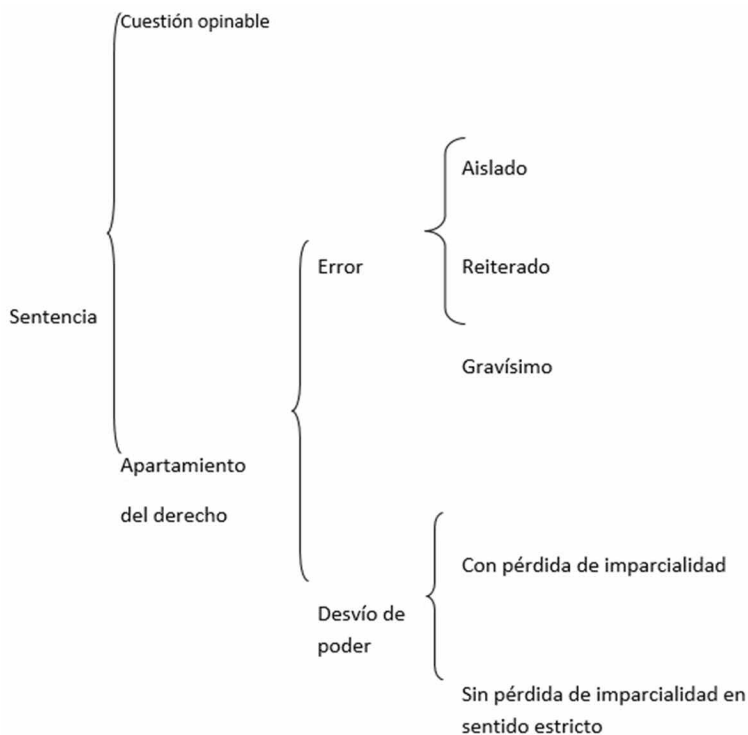 Cuestión opinable
Aislado
Error
Reiterado
Sentencia
Gravísimo
Apartamiento
del derecho
Con pérdida de imparcialidad
Desvío de
poder
Sin pérdida de imparcialidad en
sentido estricto